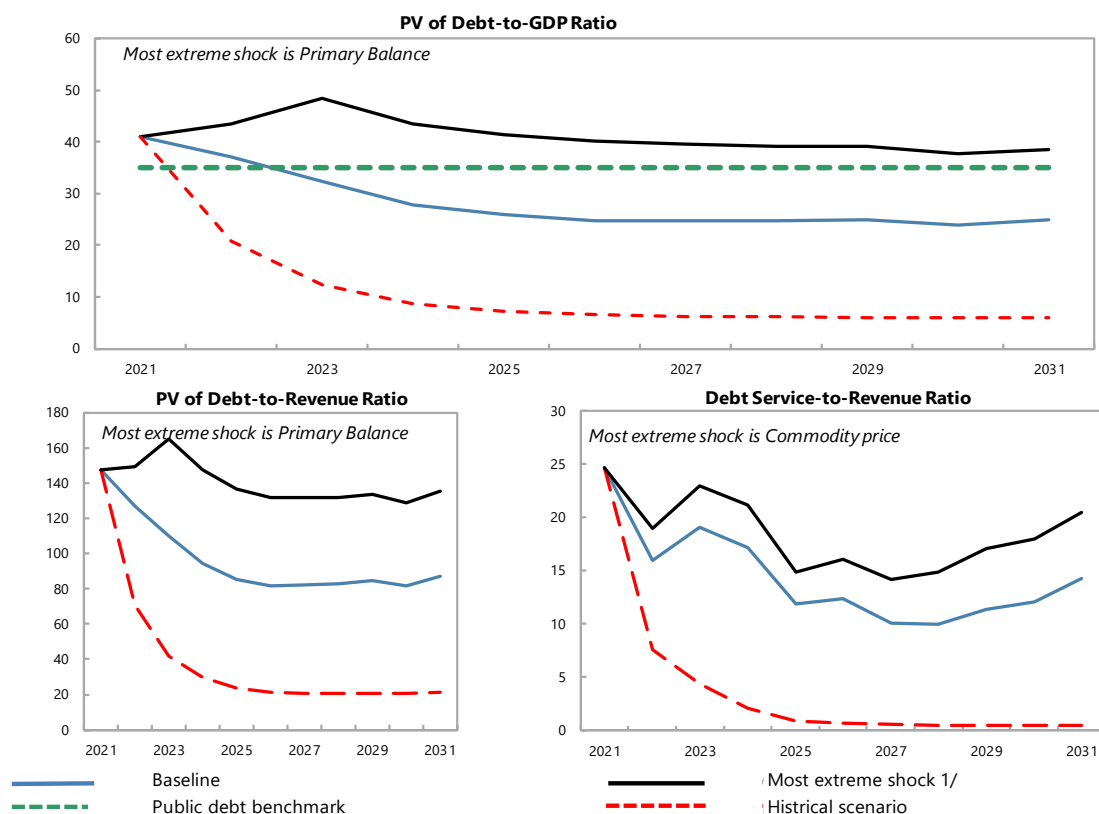 PV of Debt-to-GDP Ratio
Most extreme shock is Primary Balance
60
50
40
30
20
10
0
2021 2023 2025 2027 2029 2031
PV of Debt-to-Revenue Ratio
Most extreme shock is Primary Balance
180
160
140
120
100
80
60
40
20
0
2021 2023 2025 2027 2029 2031
Debt Service-to-Revenue Ratio
Most extreme shock is Commodity price
30
25
20
15
10
5
0
2021 2023 2025 2027 2029 2031
Baseline
Public debt benchmark
Most extreme shock 1/
Histrical scenario